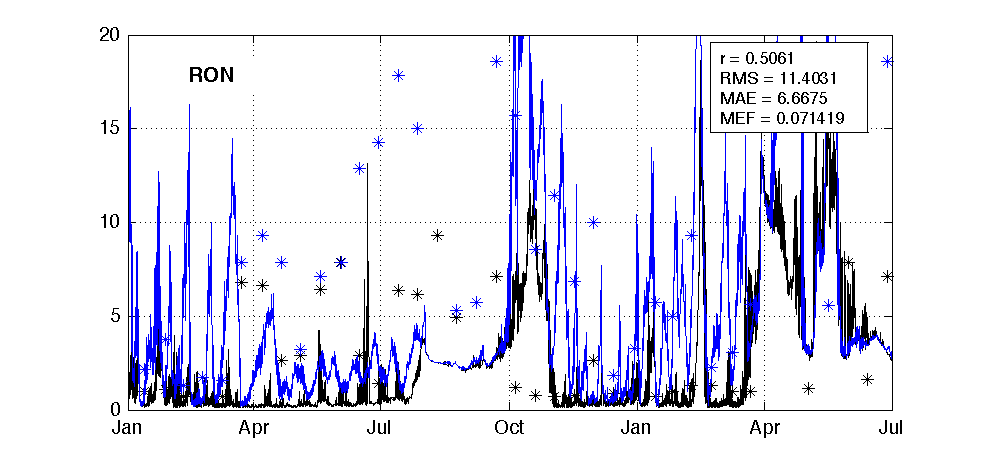 20
RON
r = 0.5061
RMS = 11.4031
MAE = 6.6675
MEF = 0.071419
15
10
5
0
Jan Apr Jul Oct Jan Apr Jul